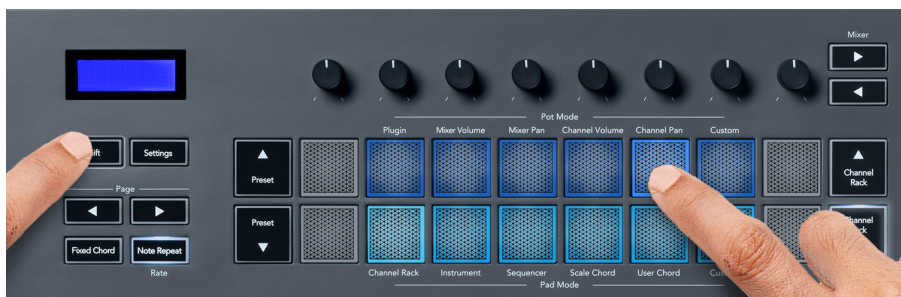 Mixer
Pot Mode
Plugin Mixer Volume Mixer Pan Channel Volume Channel Pan Custom
Settings
Preset
Channel
Rack
Page
Preset
Fixed Chord Note Repeat
Rate
Channel Rack Instrument Sequencer Scale Chord User Chord
Pad Mode